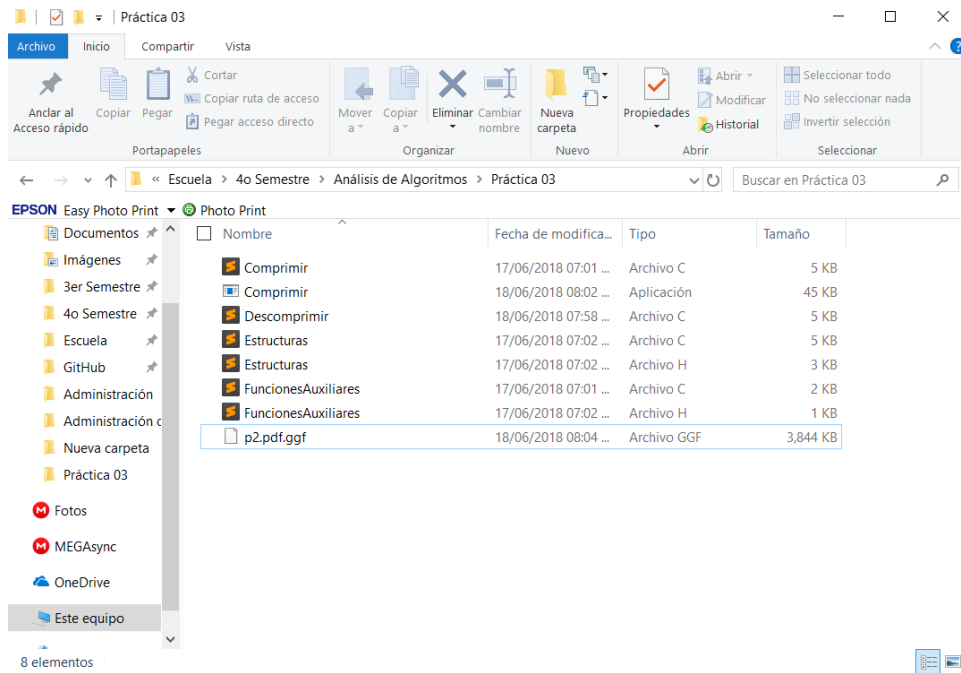 Práctica 03
Archivo Inicio Compartir Vista
Anclar al Acceso rápido
Copiar
Pegar
Cortar
Copiar ruta de acceso
Pegar acceso directo
Mover a
Copiar a
Eliminar
Cambiar nombre
Nueva carpeta
Propiedades
Abrir
Modificar
Historial
Seleccionar todo
No seleccionar nada
Invertir selección
Portapapeles Organizar Nuevo Abrir Seleccionar
« Escuela > 4o Semestre > Análisis de Algoritmos > Práctica 03
Buscar en Práctica 03
EPSON Easy Photo Print Photo Print
Documentos
Imágenes
3er Semestre
4o Semestre
Escuela
GitHub
Administración
Administración c
Nueva carpeta
Práctica 03
Fotos
MEGAsync
OneDrive
Este equipo
Nombre Fecha de modifica... Tipo Tamaño
Comprimir 17/06/2018 07:01 ... Archivo C 5 KB
Comprimir 18/06/2018 08:02 ... Aplicación 45 KB
Descomprimir 18/06/2018 07:58 ... Archivo C 5 KB
Estructuras 17/06/2018 07:02 ... Archivo C 5 KB
Estructuras 17/06/2018 07:02 ... Archivo H 3 KB
FuncionesAuxiliares 17/06/2018 07:01 ... Archivo C 2 KB
FuncionesAuxiliares 17/06/2018 07:02 ... Archivo H 1 KB
p2.pdf.ggf 18/06/2018 08:04 ... Archivo GGF 3,844 KB
8 elementos